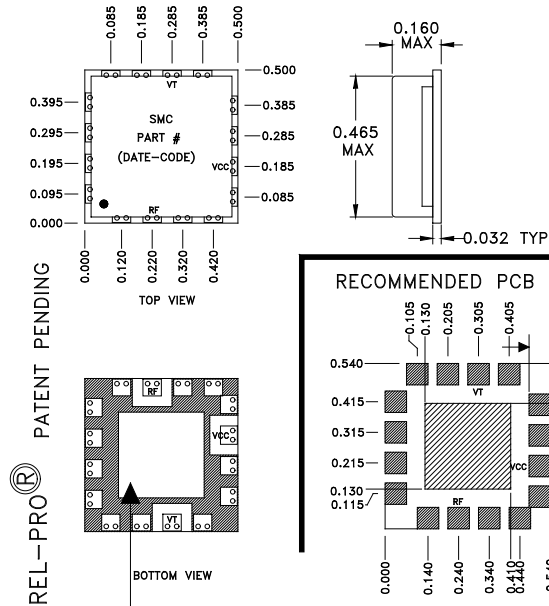 0.085 0.185 0.285 0.385 0.500
0.500
0.385
0.285
0.185
0.085
0.395
0.295
0.195
0.095
0.000
VT
SMC
PART #
(DATE-CODE)
VCC
RF
0.000 0.120 0.220 0.320 0.420
TOP VIEW
0.160
MAX
0.465
MAX
0.032 TYP
REL-PRO® PATENT PENDING
RF
VCC
VT
BOTTOM VIEW
RECOMMENDED PCB
0.105 0.130 0.205 0.305 0.405
0.540
0.415
0.315
0.215
0.130
0.115
VT
VCC
RF
0.000 0.140 0.240 0.340 0.410 0.440